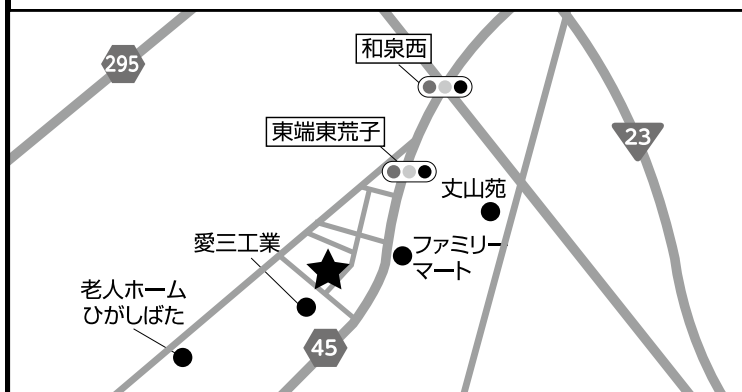 和泉西
295
東端東荒子
23
丈山苑
愛三工業
ファミリー
マート
老人ホーム
ひがしばた
45